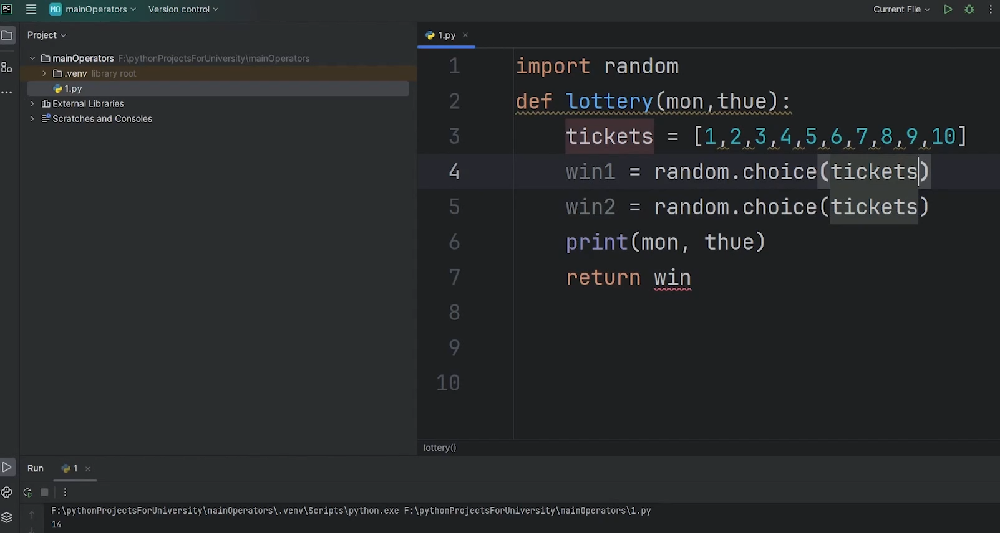 PC MO mainOperators Version control Current File
Project
mainOperators F:\pythonProjectsForUniversity\mainOperators
.venv library root
1.py
External Libraries
Scratches and Consoles
1.py
1 import random
2 def lottery(mon,thue):
3 tickets = [1,2,3,4,5,6,7,8,9,10]
4 win1 = random.choice(tickets)
5 win2 = random.choice(tickets)
6 print(mon, thue)
7 return win
8
9
10
lottery()
Run 1
F:\pythonProjectsForUniversity\mainOperators\.venv\Scripts\python.exe F:\pythonProjectsForUniversity\mainOperators\1.py
14